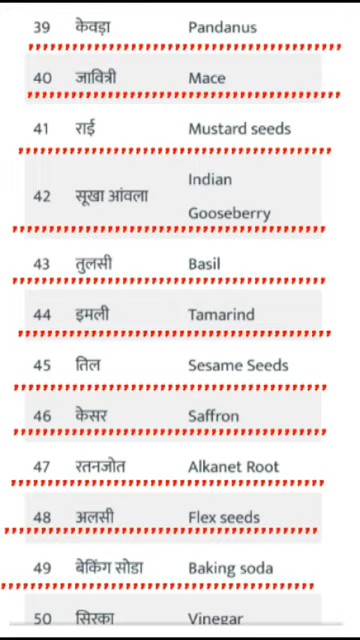 39 केवड़ा Pandanus
40 जावित्री Mace
41 राई Mustard seeds
42 सूखा आंवला Indian Gooseberry
43 तुलसी Basil
44 इमली Tamarind
45 तिल Sesame Seeds
46 केसर Saffron
47 रतनजोत Alkanet Root
48 अलसी Flex seeds
49 बेकिंग सोडा Baking soda
50 सिरका Vinegar